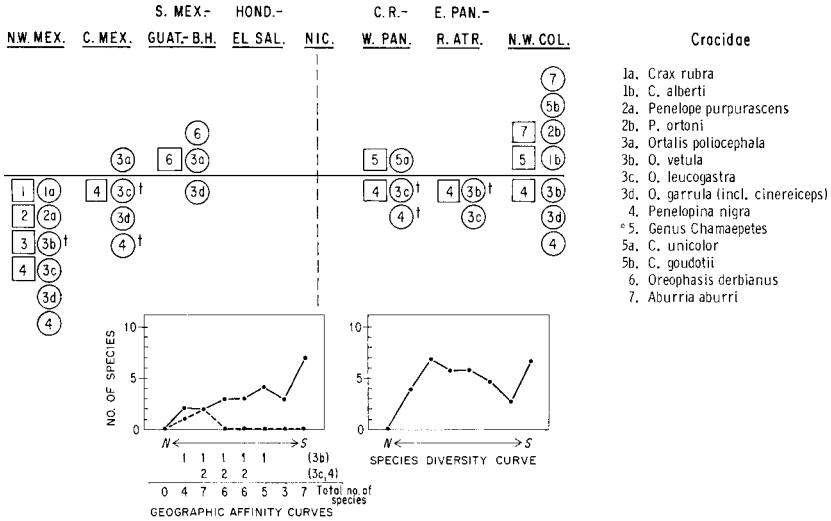 S. MEX.- HOND.- C.R.- E. PAN.-
N.W. MEX. C. MEX. GUAT.-B.H. EL SAL. NIC. W. PAN. R. ATR. N.W. COL.
7
5b
6 7 2b
3a 6 3a 5 5a 5 1b
1 1a 4 3c † 3d 4 3c † 4 3b † 4 3b
2 2a 3d 4 † 3c 3d
3 3b † 4 † 4
4 3c
3d
4
Crocidae
1a. Crax rubra
1b. C. alberti
2a. Penelope purpurascens
2b. P. ortoni
3a. Ortalis poliocephala
3b. O. vetula
3c. O. leucogastra
3d. O. garrula (incl. cinereiceps)
4. Penelopina nigra
*5. Genus Chamaepetes
5a. C. unicolor
5b. C. goudotii
6. Oreophasis derbianus
7. Aburria aburri
NO. OF SPECIES
10
5
0
N S
1 1 1 1 1 (3b)
2 2 2 (3c,4)
0 4 7 6 6 5 3 7 Total no. of species
GEOGRAPHIC AFFINITY CURVES
10
5
0
N S
SPECIES DIVERSITY CURVE